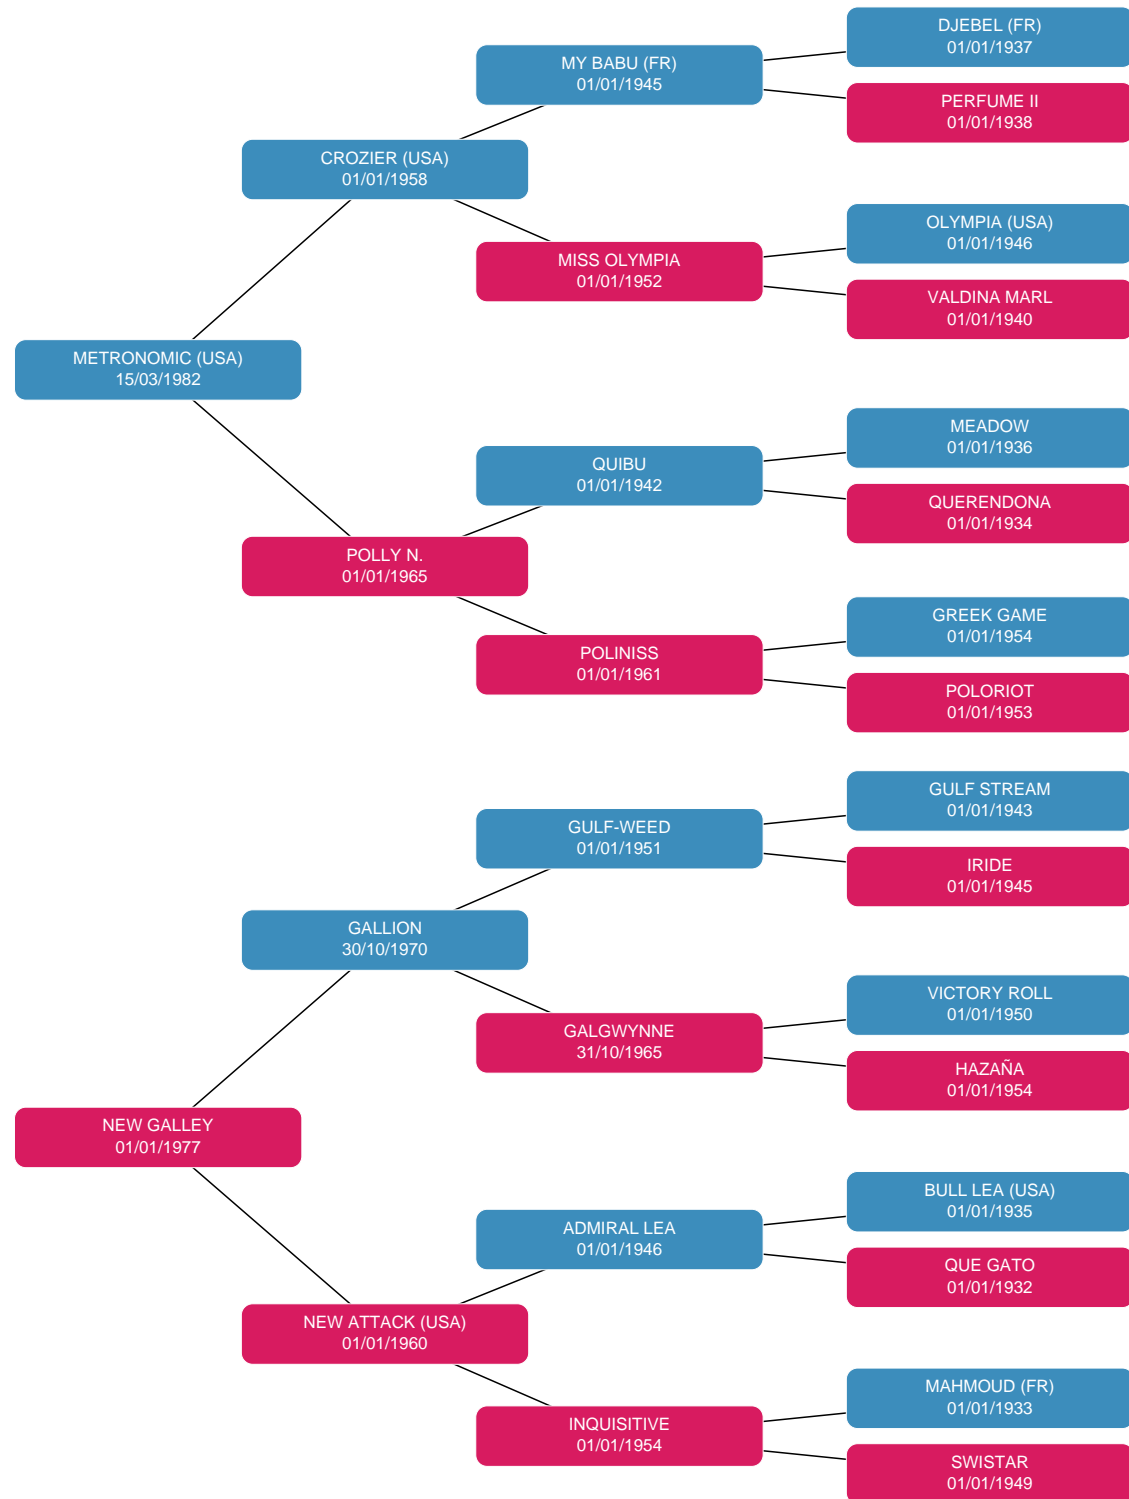 DJEBEL (FR)
01/01/1937
MY BABU (FR)
01/01/1945
PERFUME II
01/01/1938
CROZIER (USA)
01/01/1958
OLYMPIA (USA)
01/01/1946
MISS OLYMPIA
01/01/1952
VALDINA MARL
01/01/1940
METRONOMIC (USA)
15/03/1982
MEADOW
01/01/1936
QUIBU
01/01/1942
QUERENDONA
01/01/1934
POLLY N.
01/01/1965
GREEK GAME
01/01/1954
POLINISS
01/01/1961
POLORIOT
01/01/1953
GULF STREAM
01/01/1943
GULF-WEED
01/01/1951
IRIDE
01/01/1945
GALLION
30/10/1970
VICTORY ROLL
01/01/1950
GALGWYNNE
31/10/1965
HAZAÑA
01/01/1954
NEW GALLEY
01/01/1977
BULL LEA (USA)
01/01/1935
ADMIRAL LEA
01/01/1946
QUE GATO
01/01/1932
NEW ATTACK (USA)
01/01/1960
MAHMOUD (FR)
01/01/1933
INQUISITIVE
01/01/1954
SWISTAR
01/01/1949